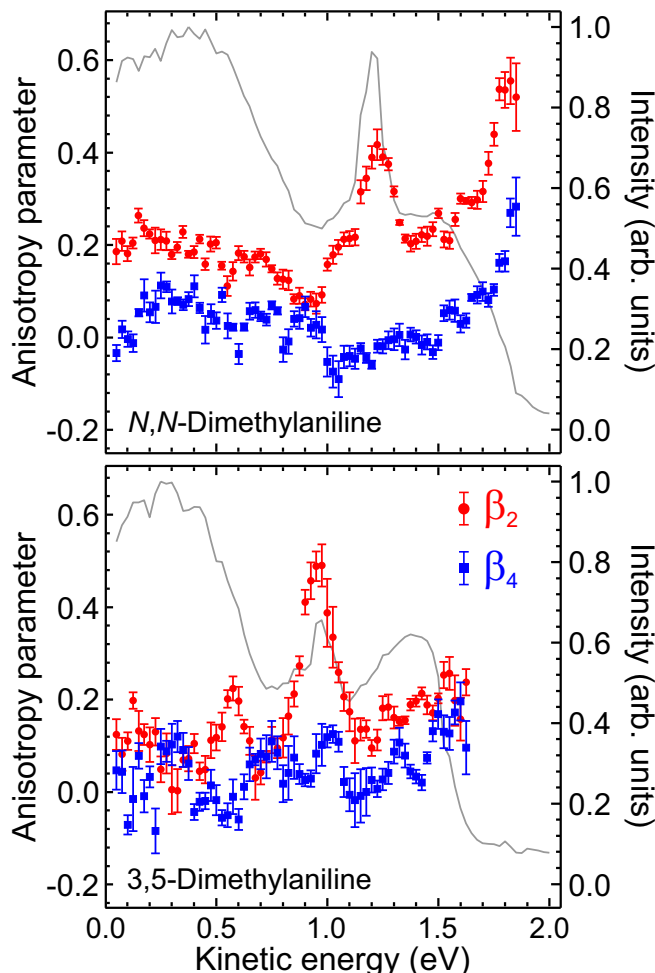 Anisotropy parameter
0.6
0.4
0.2
0.0
-0.2
N,N-Dimethylaniline
1.0
0.8
0.6
0.4
0.2
0.0
Intensity (arb. units)
Anisotropy parameter
0.6
0.4
0.2
0.0
-0.2
β2
β4
3,5-Dimethylaniline
1.0
0.8
0.6
0.4
0.2
0.0
Intensity (arb. units)
0.0 0.5 1.0 1.5 2.0
Kinetic energy (eV)